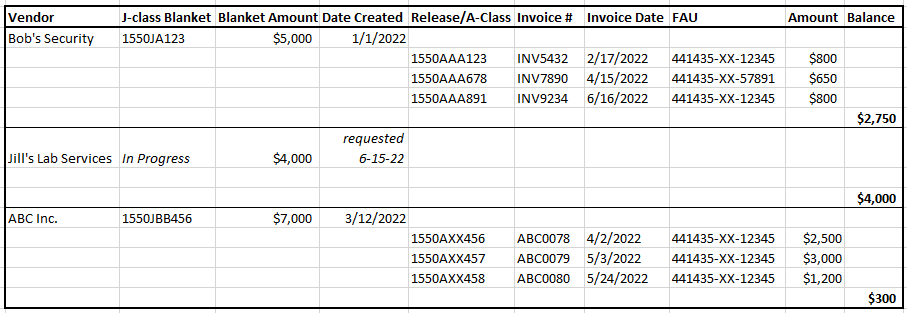 Vendor J-class Blanket Blanket Amount Date Created Release/A-Class Invoice # Invoice Date FAU Amount Balance
Bob's Security 1550JA123 $5,000 1/1/2022
1550AAA123 INV5432 2/17/2022 441435-XX-12345 $800
1550AAA678 INV7890 4/15/2022 441435-XX-57891 $650
1550AAA891 INV9234 6/16/2022 441435-XX-12345 $800
$2,750
requested
Jill's Lab Services In Progress $4,000 6-15-22
$4,000
ABC Inc. 1550JBB456 $7,000 3/12/2022
1550AXX456 ABC0078 4/2/2022 441435-XX-12345 $2,500
1550AXX457 ABC0079 5/3/2022 441435-XX-12345 $3,000
1550AXX458 ABC0080 5/24/2022 441435-XX-12345 $1,200
$300